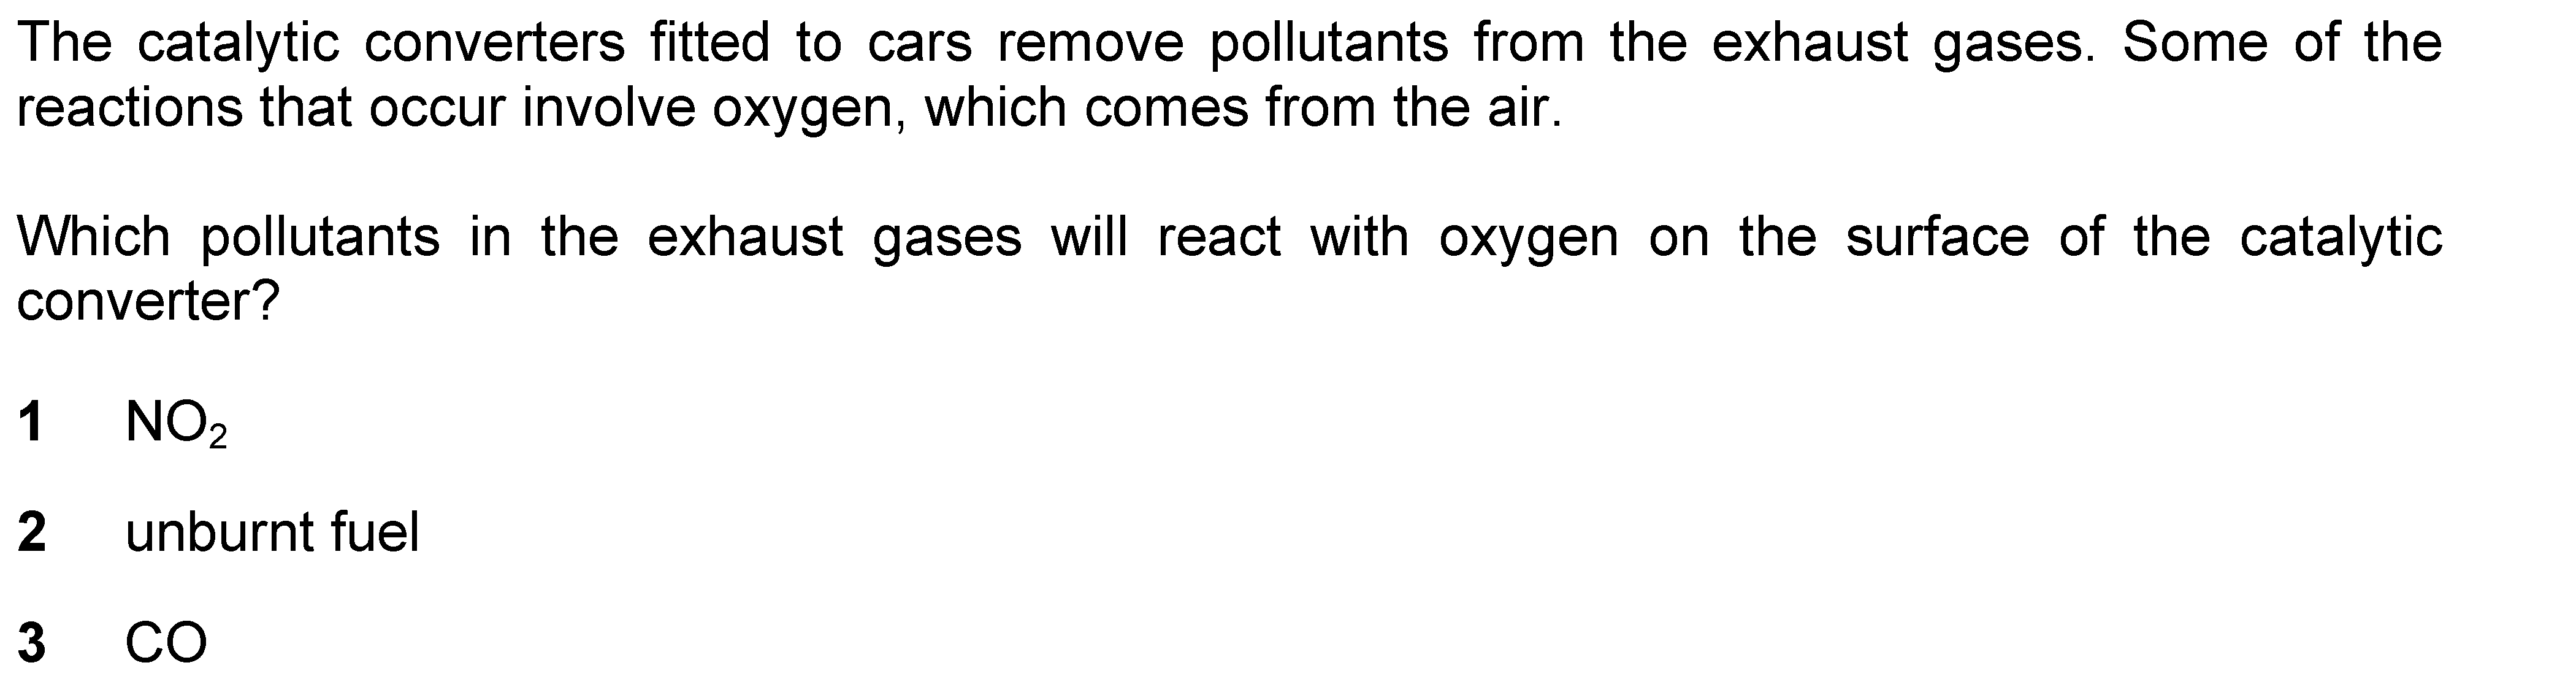 The catalytic converters fitted to cars remove pollutants from the exhaust gases. Some of the
reactions that occur involve oxygen, which comes from the air.
Which pollutants in the exhaust gases will react with oxygen on the surface of the catalytic
converter?
1 NO₂
2 unburnt fuel
3 CO